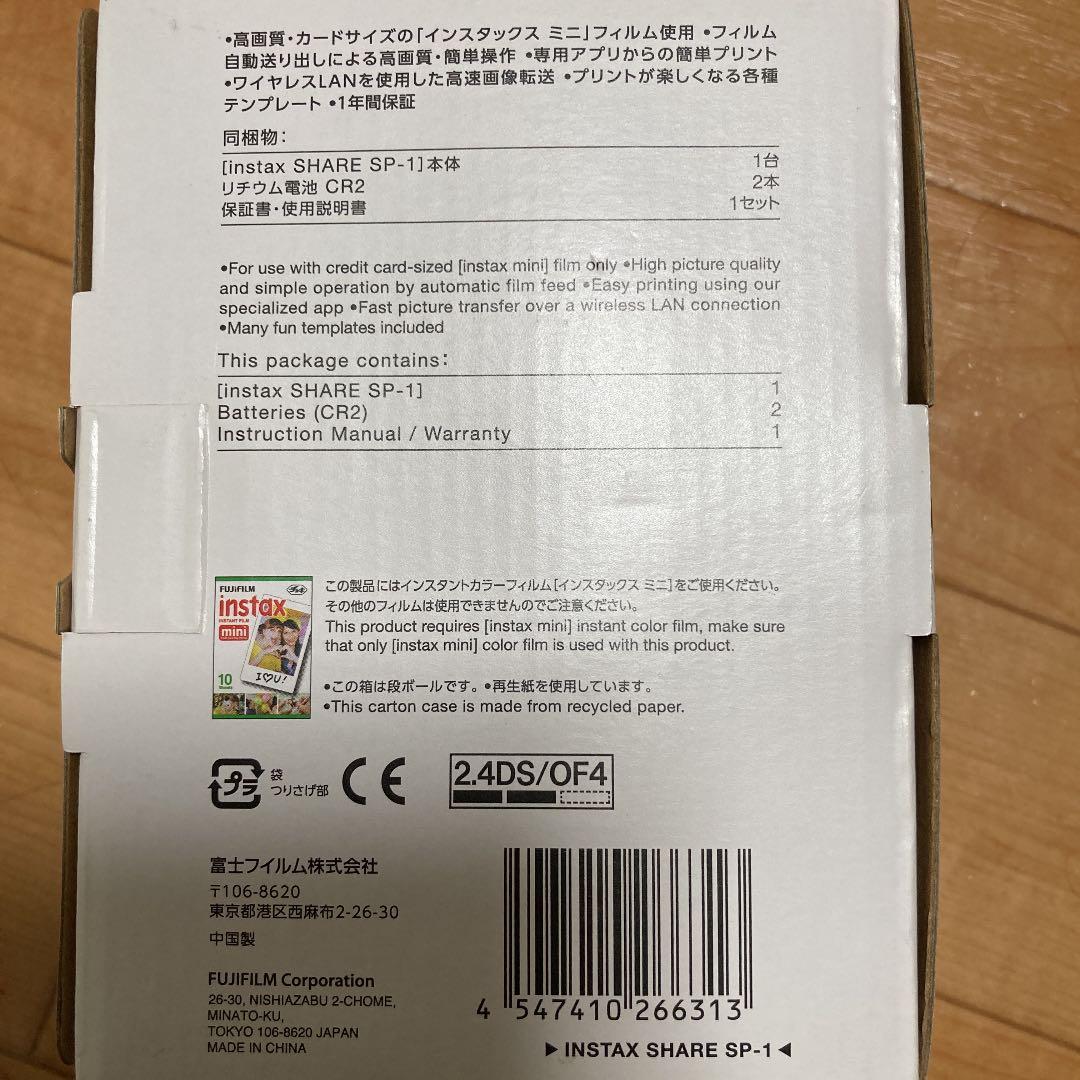 •高画質・カードサイズの「インスタックス ミニ」フィルム使用 •フィルム
自動送り出しによる高画質・簡単操作 •専用アプリからの簡単プリント
•ワイヤレスLANを使用した高速画像転送 •プリントが楽しくなる各種
テンプレート •1年間保証
同梱物：
[instax SHARE SP-1]本体 1台
リチウム電池 CR2 2本
保証書・使用説明書 1セット
•For use with credit card-sized [instax mini] film only •High picture quality
and simple operation by automatic film feed •Easy printing using our
specialized app •Fast picture transfer over a wireless LAN connection
•Many fun templates included
This package contains:
[instax SHARE SP-1] 1
Batteries (CR2) 2
Instruction Manual / Warranty 1
FUJIFILM チェキ
instax
INSTANT FILM
mini
I♡U!
10
この製品にはインスタントカラーフィルム[インスタックス ミニ]をご使用ください。
その他のフィルムは使用できませんのでご注意ください。
This product requires [instax mini] instant color film, make sure
that only [instax mini] color film is used with this product.
•この箱は段ボールです。•再生紙を使用しています。
•This carton case is made from recycled paper.
プラ
袋
つりさげ部
CE
2.4DS/OF4
富士フイルム株式会社
〒106-8620
東京都港区西麻布2-26-30
中国製
FUJIFILM Corporation
26-30, NISHIAZABU 2-CHOME,
MINATO-KU,
TOKYO 106-8620 JAPAN
MADE IN CHINA
4 547410 266313
▶ INSTAX SHARE SP-1 ◀